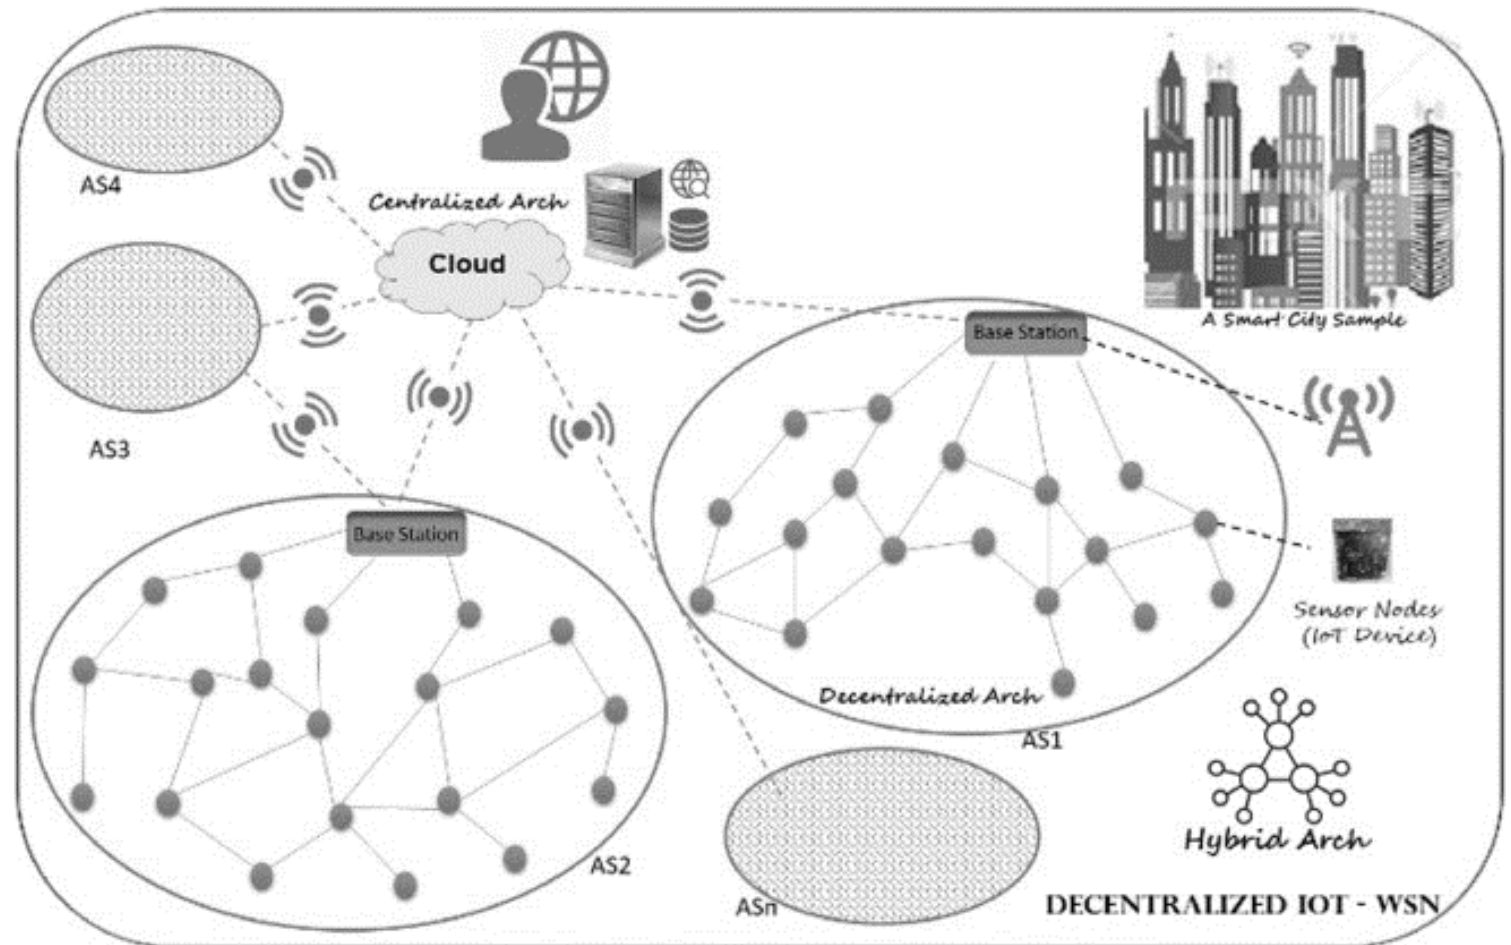 AS4
Centralized Arch
Cloud
A Smart City Sample
Base Station
AS3
Base Station
Sensor Nodes
(IoT Device)
Decentralized Arch
AS1
Hybrid Arch
AS2
ASn
DECENTRALIZED IOT - WSN